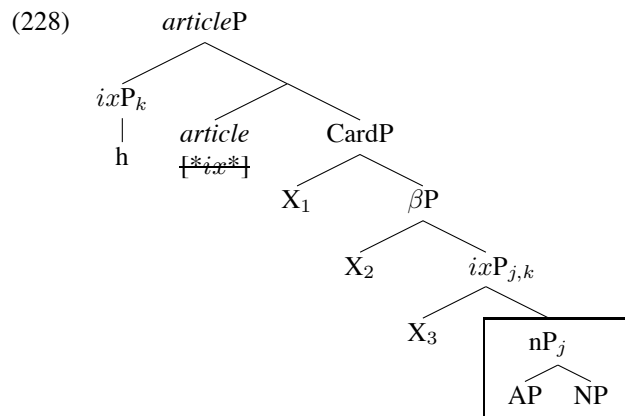 (228) articleP
ixPₖ
h
article CardP
[*ix*]
X₁ βP
X₂ ixPⱼ,ₖ
X₃
nPⱼ
AP NP